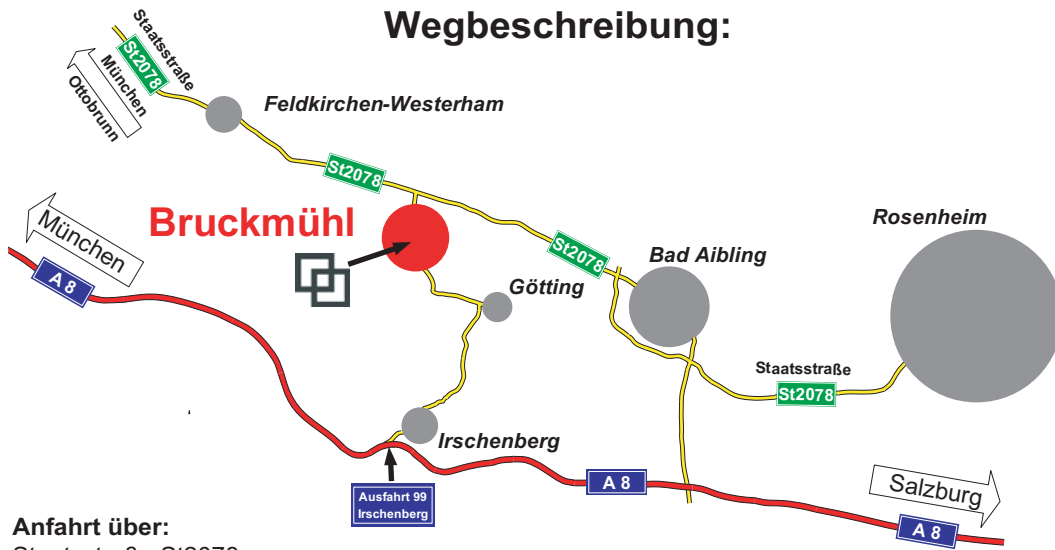 Wegbeschreibung:
Staatsstraße
St2078
München
Ottobrunn
Feldkirchen-Westerham
St2078
Bruckmühl
München
A 8
Rosenheim
St2078
Bad Aibling
Götting
Staatsstraße
St2078
Irschenberg
Ausfahrt 99
Irschenberg
A 8
Salzburg
A 8
Anfahrt über: